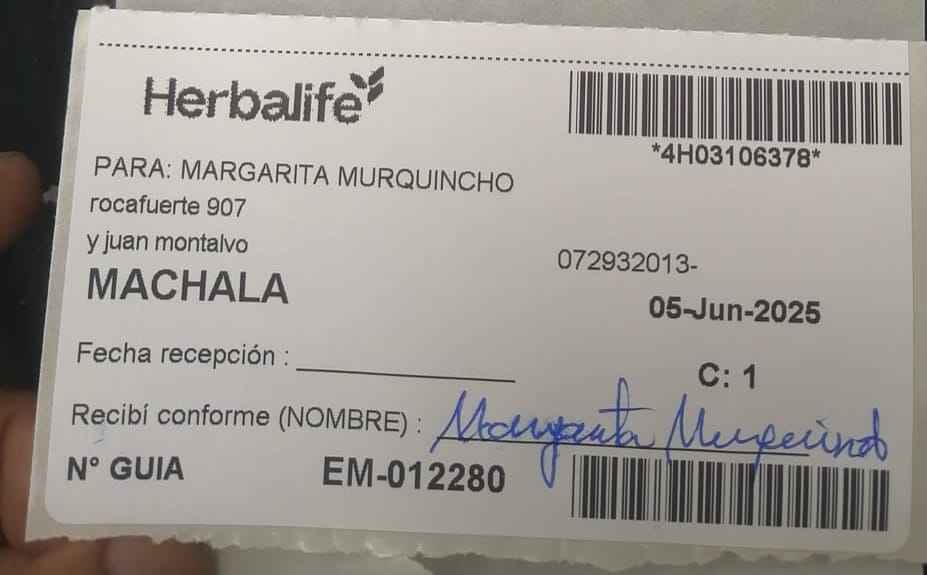 Herbalife
*4H03106378*
PARA: MARGARITA MURQUINCHO
rocafuerte 907
y juan montalvo
072932013-
MACHALA
05-Jun-2025
Fecha recepción : ____________
C: 1
Recibí conforme (NOMBRE) : Margarita Murquincho
N° GUIA EM-012280